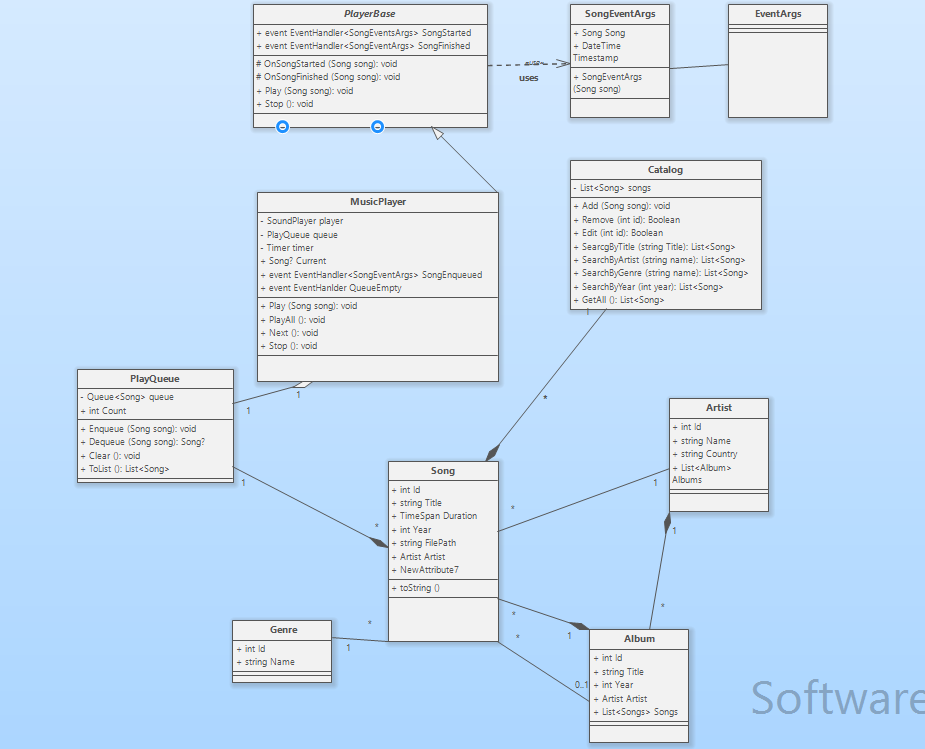 PlayerBase
+ event EventHandler<SongEventsArgs> SongStarted
+ event EventHandler<SongEventArgs> SongFinished
# OnSongStarted (Song song): void
# OnSongFinished (Song song): void
+ Play (Song song): void
+ Stop (): void
uses
SongEventArgs
+ Song Song
+ DateTime
Timestamp
+ SongEventArgs
(Song song)
EventArgs
MusicPlayer
- SoundPlayer player
- PlayQueue queue
- Timer timer
+ Song? Current
+ event EventHandler<SongEventArgs> SongEnqueued
+ event EventHanlder QueueEmpty
+ Play (Song song): void
+ PlayAll (): void
+ Next (): void
+ Stop (): void
1
1
Catalog
- List<Song> songs
+ Add (Song song): void
+ Remove (int id): Boolean
+ Edit (int id): Boolean
+ SearcgByTitle (string Title): List<Song>
+ SearchByArtist (string name): List<Song>
+ SearchByGenre (string name): List<Song>
+ SearchByYear (int year): List<Song>
+ GetAll (): List<Song>
1
*
PlayQueue
- Queue<Song> queue
+ int Count
+ Enqueue (Song song): void
+ Dequeue (Song song): Song?
+ Clear (): void
+ ToList (): List<Song>
1
*
Artist
+ int Id
+ string Name
+ string Country
+ List<Album>
Albums
1
*
1
*
Song
+ int Id
+ string Title
+ TimeSpan Duration
+ int Year
+ string FilePath
+ Artist Artist
+ NewAttribute7
+ toString ()
*
1
*
0..1
Genre
+ int Id
+ string Name
1
*
Album
+ int Id
+ string Title
+ int Year
+ Artist Artist
+ List<Songs> Songs
Software